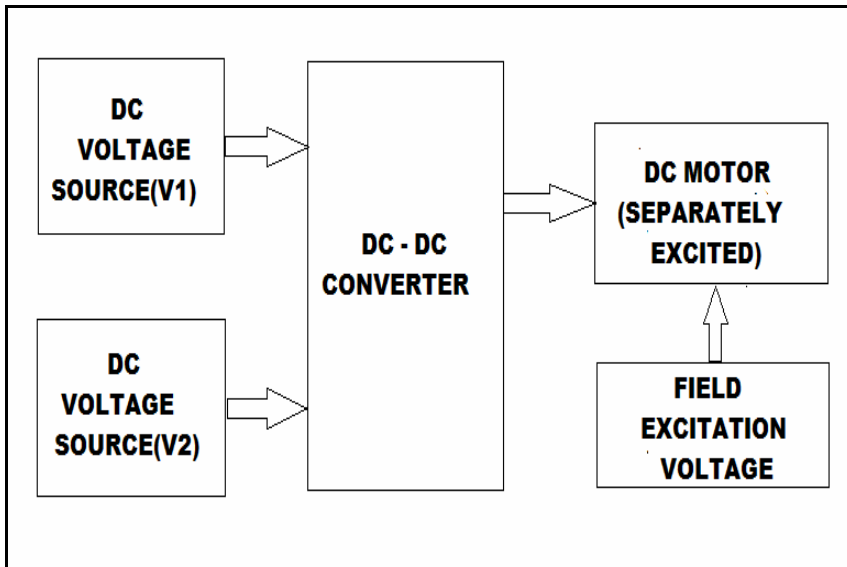 DC
VOLTAGE
SOURCE(V1)
DC
VOLTAGE
SOURCE(V2)
DC - DC
CONVERTER
DC MOTOR
(SEPARATELY
EXCITED)
FIELD
EXCITATION
VOLTAGE